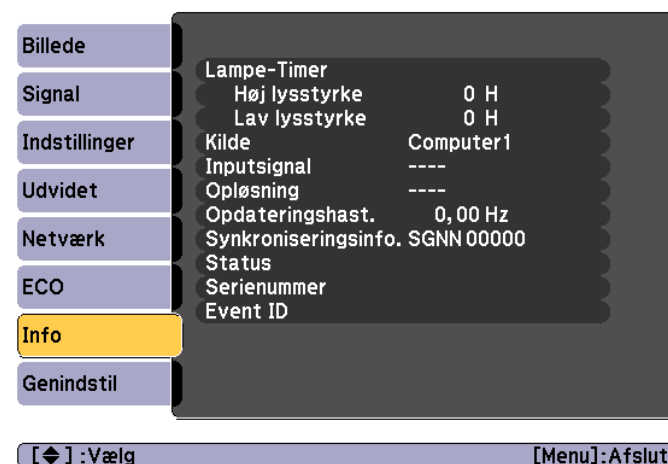 Billede
Signal
Indstillinger
Udvidet
Netværk
ECO
Info
Genindstil
Lampe-Timer
Høj lysstyrke 0 H
Lav lysstyrke 0 H
Kilde Computer1
Inputsignal ----
Opløsning ----
Opdateringshast. 0,00 Hz
Synkroniseringsinfo. SGNN 00000
Status
Serienummer
Event ID
[◆] :Vælg [Menu]:Afslut